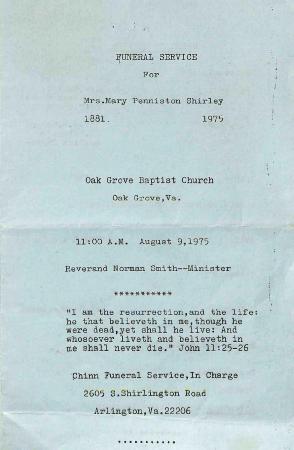 FUNERAL SERVICE
For
Mrs.Mary Penniston Shirley
1881. 1975
Oak Grove Baptist Church
Oak Grove,Va.
11:00 A.M. August 9,1975
Reverand Norman Smith--Minister
***********
"I am the resurrection,and the life:
he that believeth in me,though he
were dead,yet shall he live: And
whosoever liveth and believeth in
me shall never die." John 11:25-26
Chinn Funeral Service,In Charge
2605 S.Shirlington Road
Arlington,Va.22206
***********